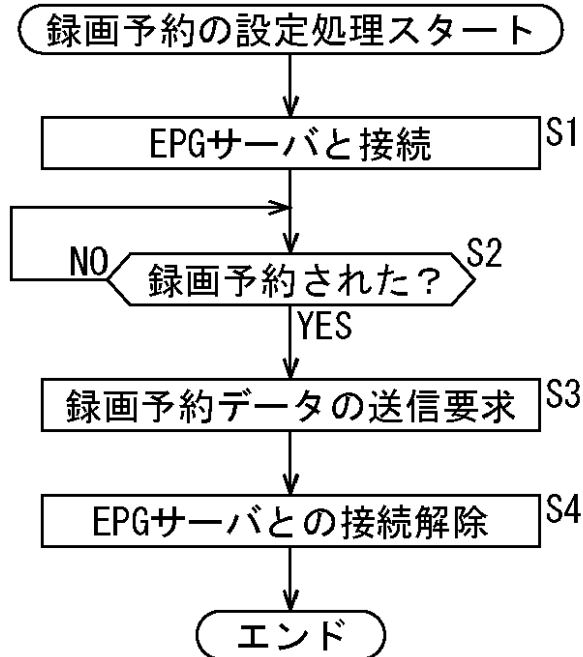 録画予約の設定処理スタート
EPGサーバと接続
S1
録画予約された？
S2
NO
YES
録画予約データの送信要求
S3
EPGサーバとの接続解除
S4
エンド